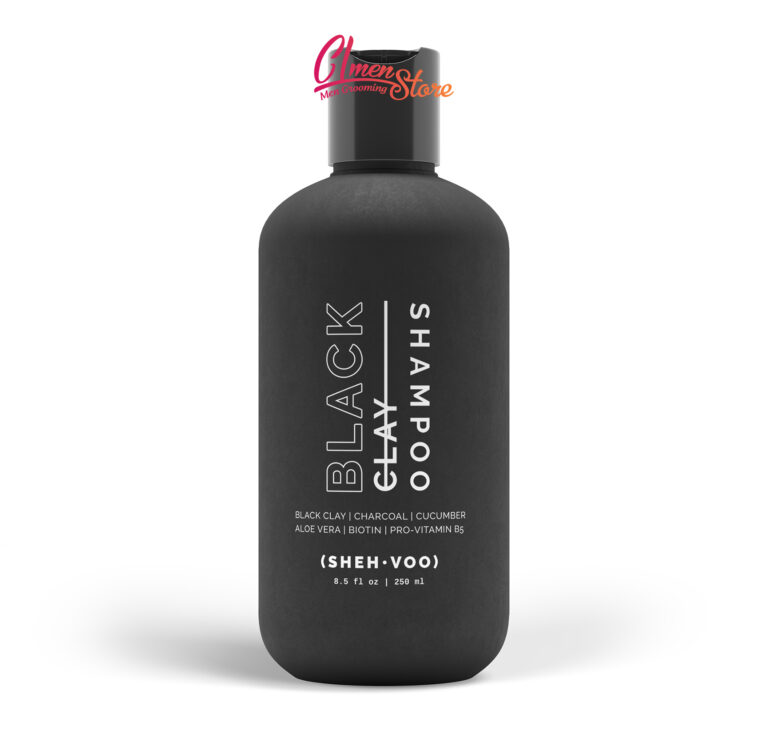 C1men
Men Grooming Store
BLACK
CLAY
SHAMPOO
BLACK CLAY | CHARCOAL | CUCUMBER
ALOE VERA | BIOTIN | PRO-VITAMIN B5
(SHEH•VOO)
8.5 fl oz | 250 ml